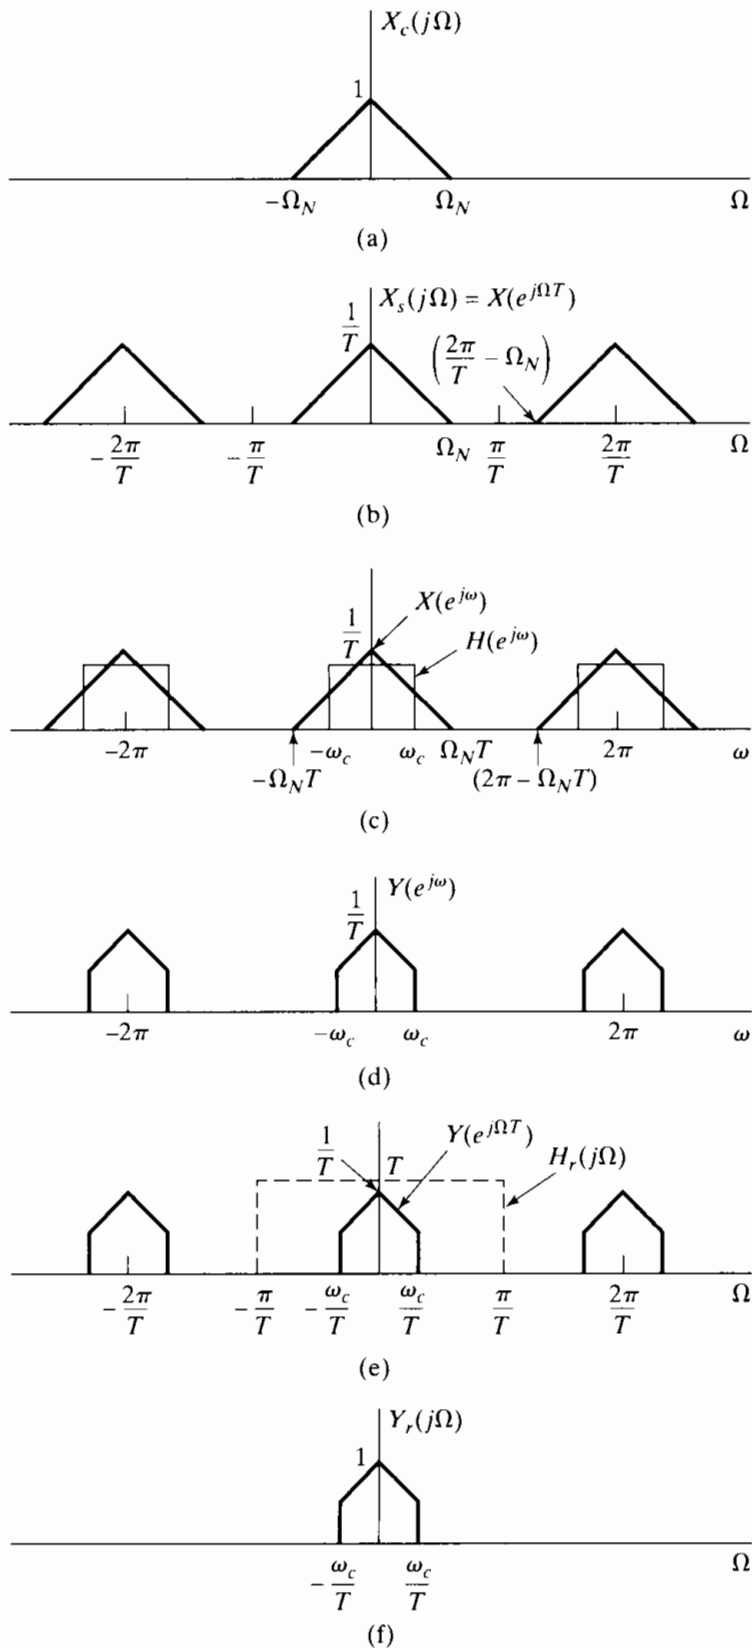 X_c(jΩ)
1
-Ω_N Ω_N Ω
(a)
X_s(jΩ) = X(e^{jΩT})
1/T
(2π/T - Ω_N)
-2π/T -π/T Ω_N π/T 2π/T Ω
(b)
X(e^{jω})
1/T
H(e^{jω})
-2π -ω_c ω_c Ω_N T 2π ω
-Ω_N T (2π - Ω_N T)
(c)
Y(e^{jω})
1/T
-2π -ω_c ω_c 2π ω
(d)
1/T T Y(e^{jΩT}) H_r(jΩ)
-2π/T -π/T -ω_c/T ω_c/T π/T 2π/T Ω
(e)
Y_r(jΩ)
1
-ω_c/T ω_c/T Ω
(f)